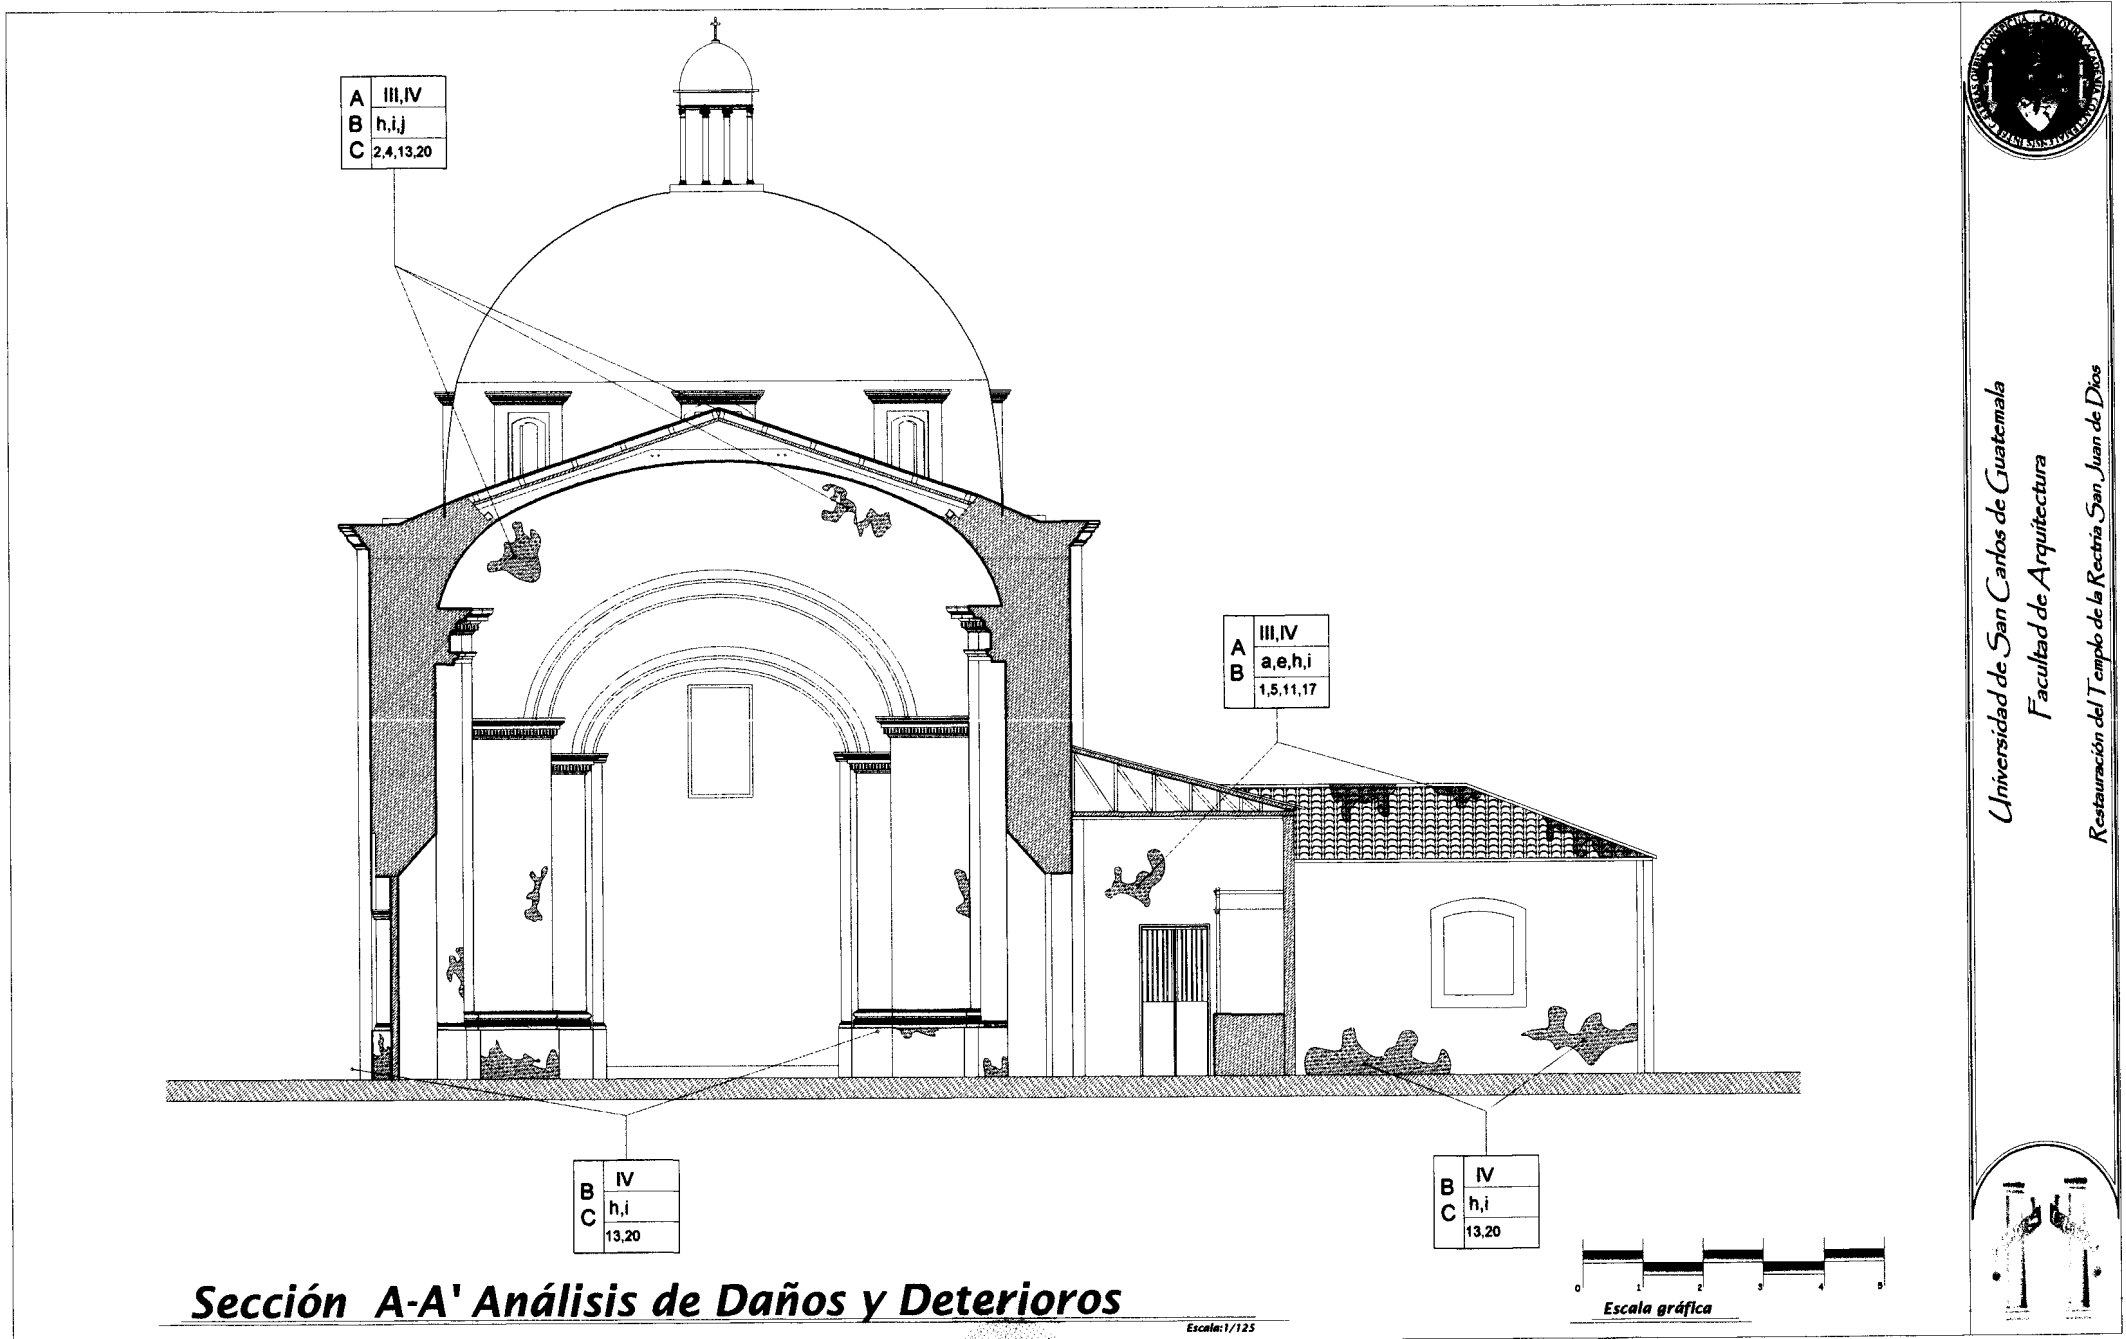 A III,IV
B h,i,j
C 2,4,13,20
A III,IV
B a,e,h,i
1,5,11,17
B IV
C h,i
13,20
B IV
C h,i
13,20
Sección A-A' Análisis de Daños y Deterioros
Escala:1/125
0 1 2 3 4 5
Escala gráfica
Universidad de San Carlos de Guatemala
Facultad de Arquitectura
Restauración del Templo de la Rectría San Juan de Dios